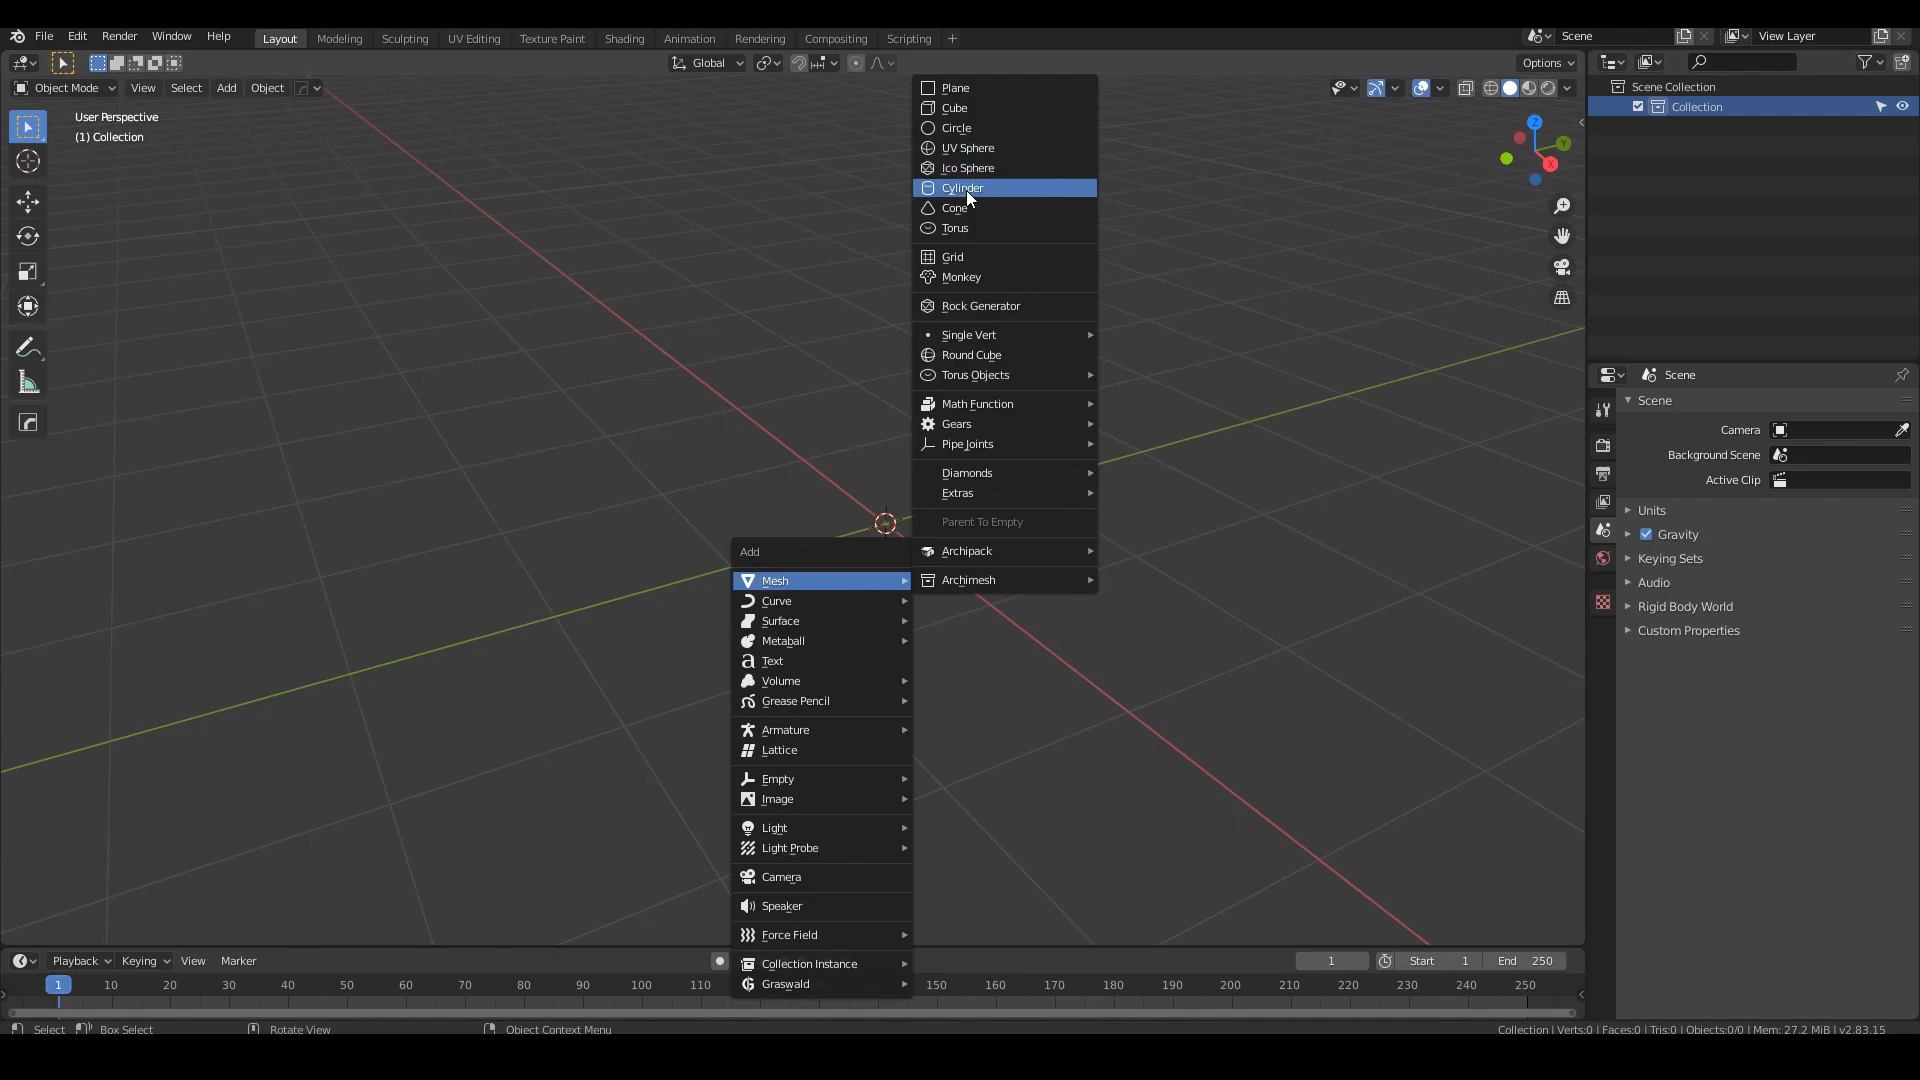 File Edit Render Window Help Layout Modeling Sculpting UV Editing Texture Paint Shading Animation Rendering Compositing Scripting + Scene View Layer
Global Options
Object Mode View Select Add Object
User Perspective
(1) Collection
Z
Y
X
Plane
Cube
Circle
UV Sphere
Ico Sphere
Cylinder
Cone
Torus
Grid
Monkey
Rock Generator
Single Vert
Round Cube
Torus Objects
Math Function
Gears
Pipe Joints
Diamonds
Extras
Parent To Empty
Archipack
Archimesh
Add
Mesh
Curve
Surface
Metaball
Text
Volume
Grease Pencil
Armature
Lattice
Empty
Image
Light
Light Probe
Camera
Speaker
Force Field
Collection Instance
Graswald
Scene Collection
Collection
Scene
Scene
Camera
Background Scene
Active Clip
Units
Gravity
Keying Sets
Audio
Rigid Body World
Custom Properties
Playback Keying View Marker 1 Start 1 End 250
1 10 20 30 40 50 60 70 80 90 100 110 150 160 170 180 190 200 210 220 230 240 250
Select Box Select Rotate View Object Context Menu Collection | Verts:0 | Faces:0 | Tris:0 | Objects:0/0 | Mem: 27.2 MiB | v2.83.15